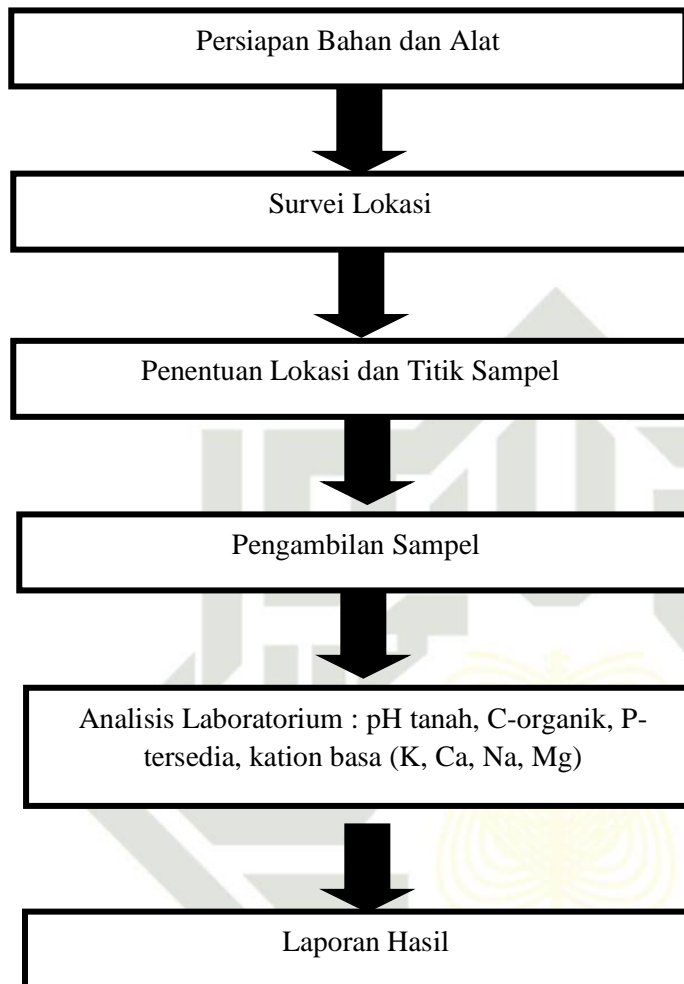 Persiapan Bahan dan Alat
Survei Lokasi
Penentuan Lokasi dan Titik Sampel
Pengambilan Sampel
Analisis Laboratorium : pH tanah, C-organik, P-
tersedia, kation basa (K, Ca, Na, Mg)
Laporan Hasil